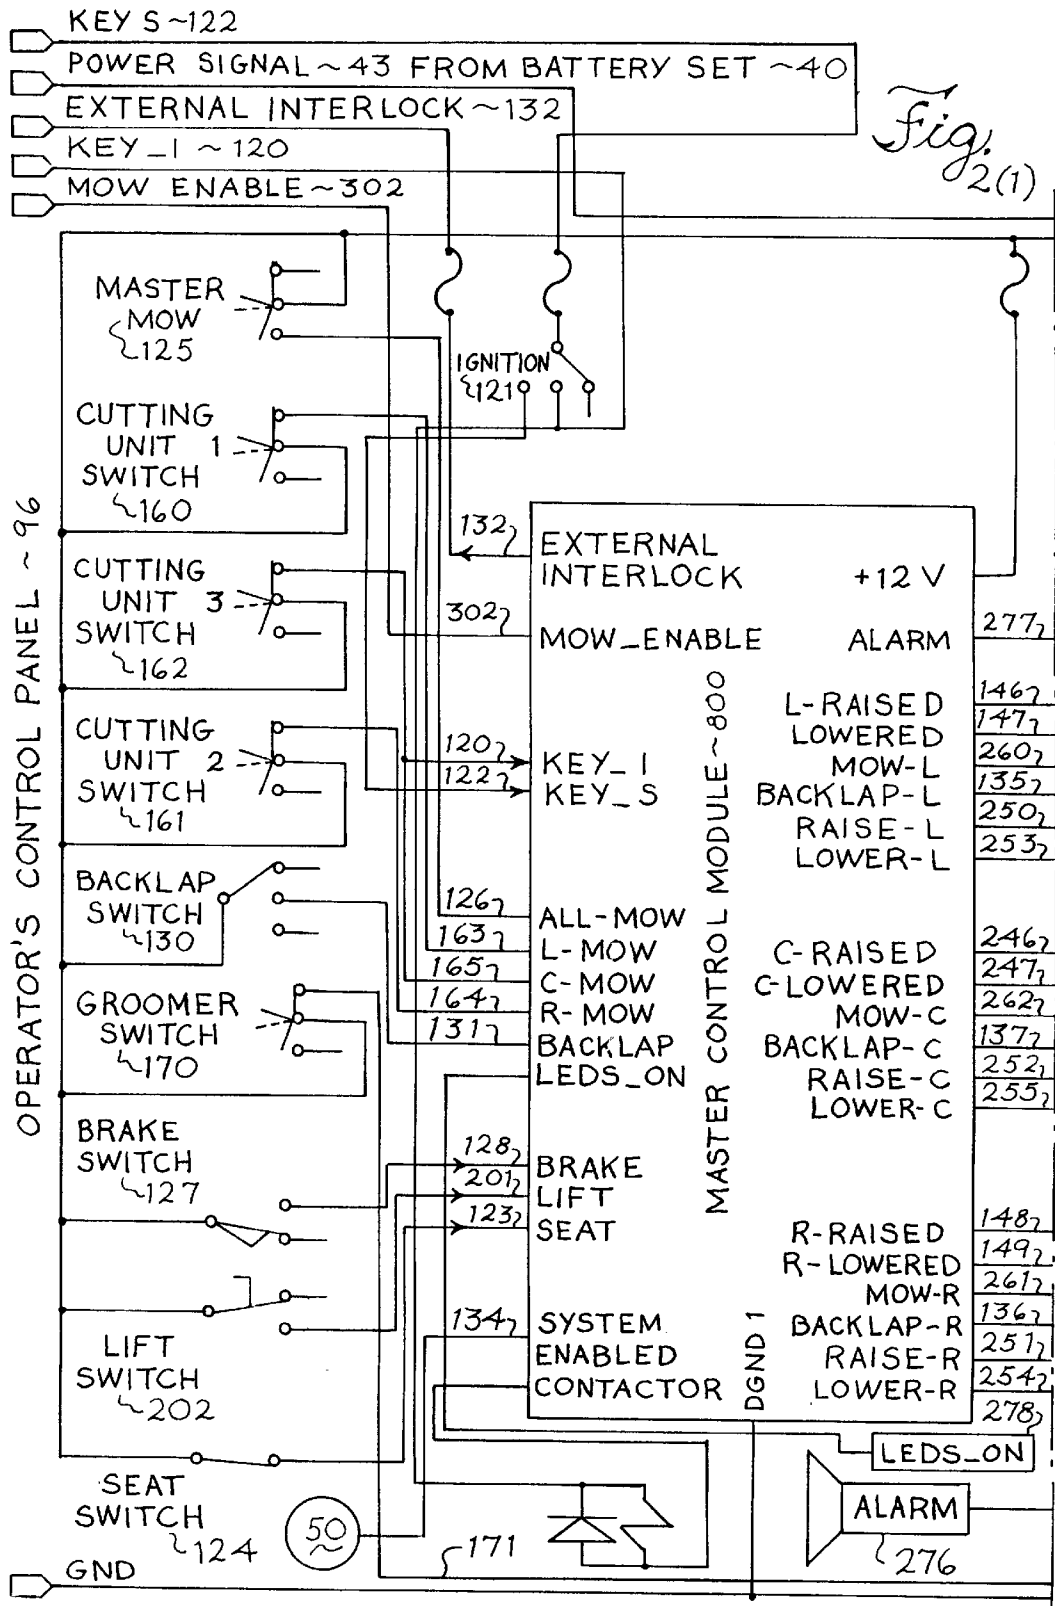 KEY S~122
POWER SIGNAL~43 FROM BATTERY SET ~40
EXTERNAL INTERLOCK~132
KEY_I ~120
MOW ENABLE~302
Fig.
2(1)
OPERATOR'S CONTROL PANEL ~96
MASTER
MOW
125
IGNITION
121
CUTTING
UNIT 1
SWITCH
160
CUTTING
UNIT 3
SWITCH
162
CUTTING
UNIT 2
SWITCH
161
BACKLAP
SWITCH
130
GROOMER
SWITCH
170
BRAKE
SWITCH
127
LIFT
SWITCH
202
SEAT
SWITCH
124
GND
132
EXTERNAL
INTERLOCK
302
MOW_ENABLE
120
KEY_I
122
KEY_S
126
ALL-MOW
163
L-MOW
165
C-MOW
164
R-MOW
131
BACKLAP
LEDS_ON
128
BRAKE
201
LIFT
123
SEAT
134
SYSTEM
ENABLED
CONTACTOR
MASTER CONTROL MODULE~800
DGND 1
+12 V
ALARM
277
L-RAISED
146
LOWERED
147
MOW-L
260
BACKLAP-L
135
RAISE-L
250
LOWER-L
253
C-RAISED
246
C-LOWERED
247
MOW-C
262
BACKLAP-C
137
RAISE-C
252
LOWER-C
255
R-RAISED
148
R-LOWERED
149
MOW-R
261
BACKLAP-R
136
RAISE-R
251
LOWER-R
254
278
LEDS_ON
ALARM
276
50
171